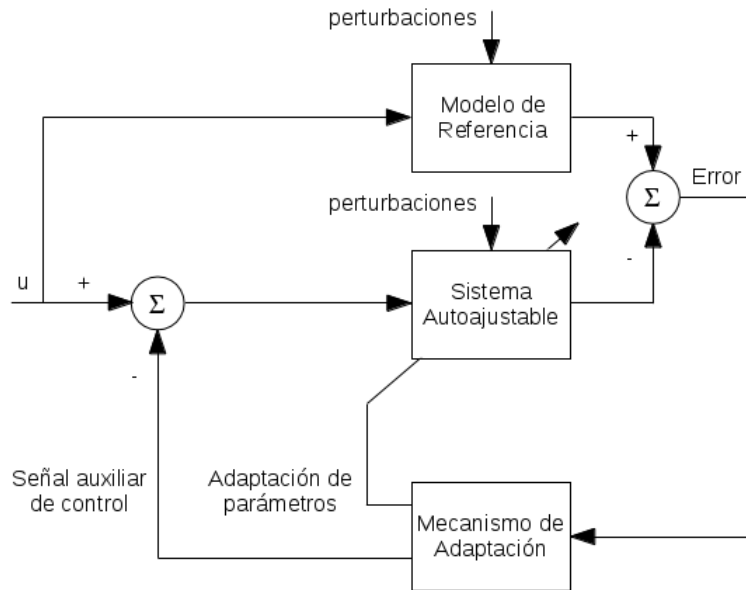 perturbaciones
Modelo de
Referencia
+
Error
Σ
perturbaciones
-
u
+
Σ
Sistema
Autoajustable
-
Señal auxiliar
de control
Adaptación de
parámetros
Mecanismo de
Adaptación